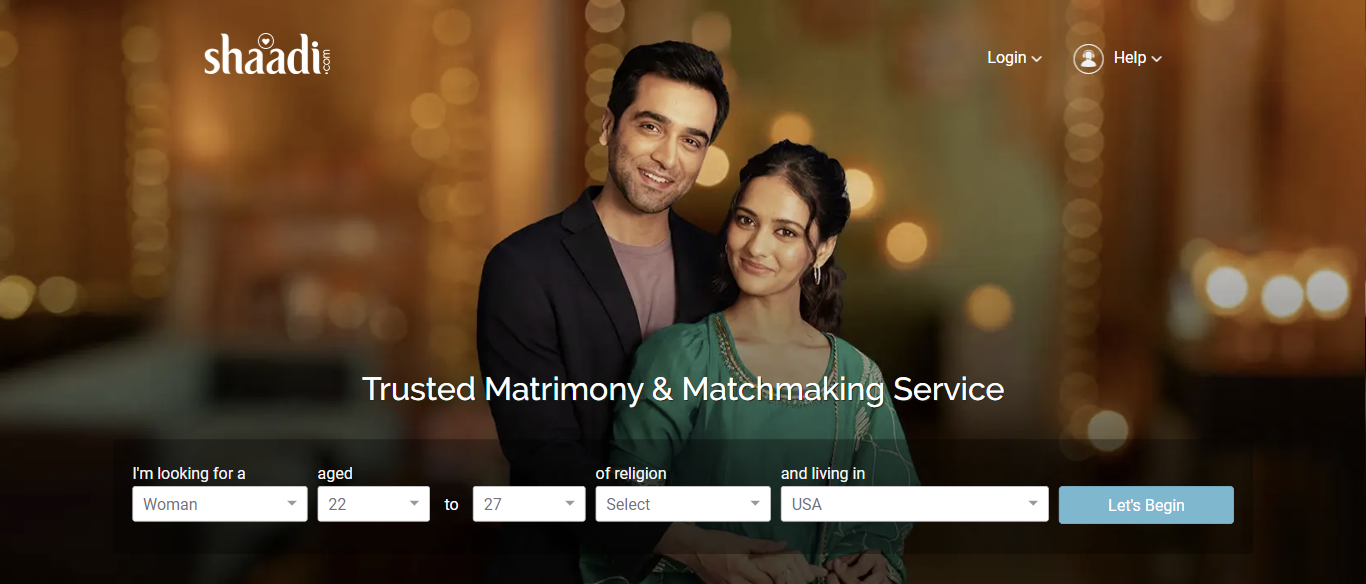 shaadi.com
Login
Help
Trusted Matrimony & Matchmaking Service
I'm looking for a
aged
of religion
and living in
Woman
22
to
27
Select
USA
Let's Begin